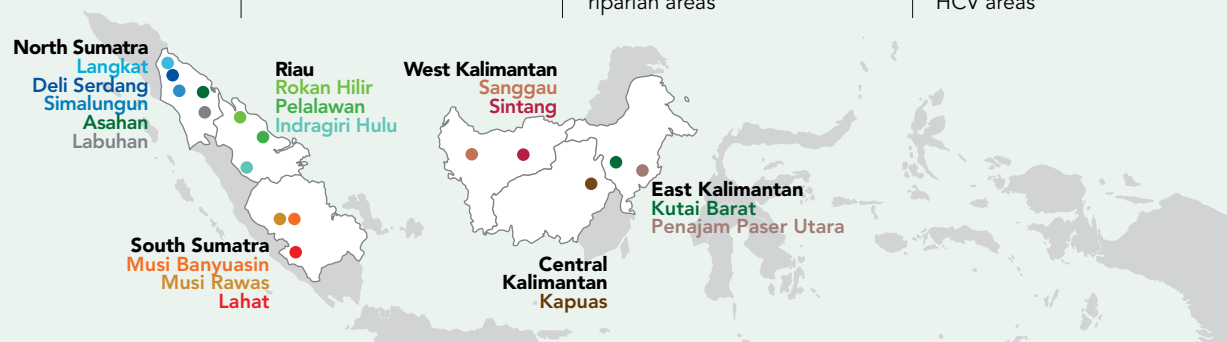 riparian areas
HCV areas
North Sumatra
Langkat
Deli Serdang
Simalungun
Asahan
Labuhan
Riau
Rokan Hilir
Pelalawan
Indragiri Hulu
West Kalimantan
Sanggau
Sintang
East Kalimantan
Kutai Barat
Penajam Paser Utara
South Sumatra
Musi Banyuasin
Musi Rawas
Lahat
Central
Kalimantan
Kapuas